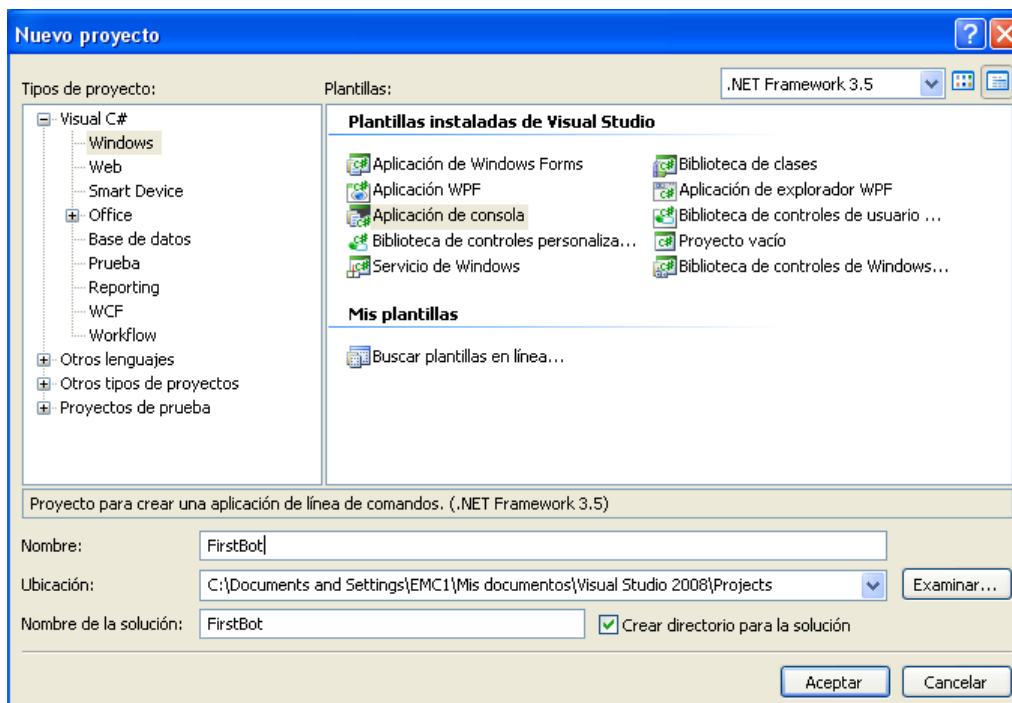 Nuevo proyecto
Tipos de proyecto:
Plantillas:
.NET Framework 3.5
Visual C#
Windows
Web
Smart Device
Office
Base de datos
Prueba
Reporting
WCF
Workflow
Otros lenguajes
Otros tipos de proyectos
Proyectos de prueba
Plantillas instaladas de Visual Studio
Aplicación de Windows Forms
Biblioteca de clases
Aplicación WPF
Aplicación de explorador WPF
Aplicación de consola
Biblioteca de controles de usuario ...
Biblioteca de controles personaliza...
Proyecto vacío
Servicio de Windows
Biblioteca de controles de Windows...
Mis plantillas
Buscar plantillas en línea...
Proyecto para crear una aplicación de línea de comandos. (.NET Framework 3.5)
Nombre:
FirstBot
Ubicación:
C:\Documents and Settings\EMC1\Mis documentos\Visual Studio 2008\Projects
Examinar...
Nombre de la solución:
FirstBot
Crear directorio para la solución
Aceptar
Cancelar